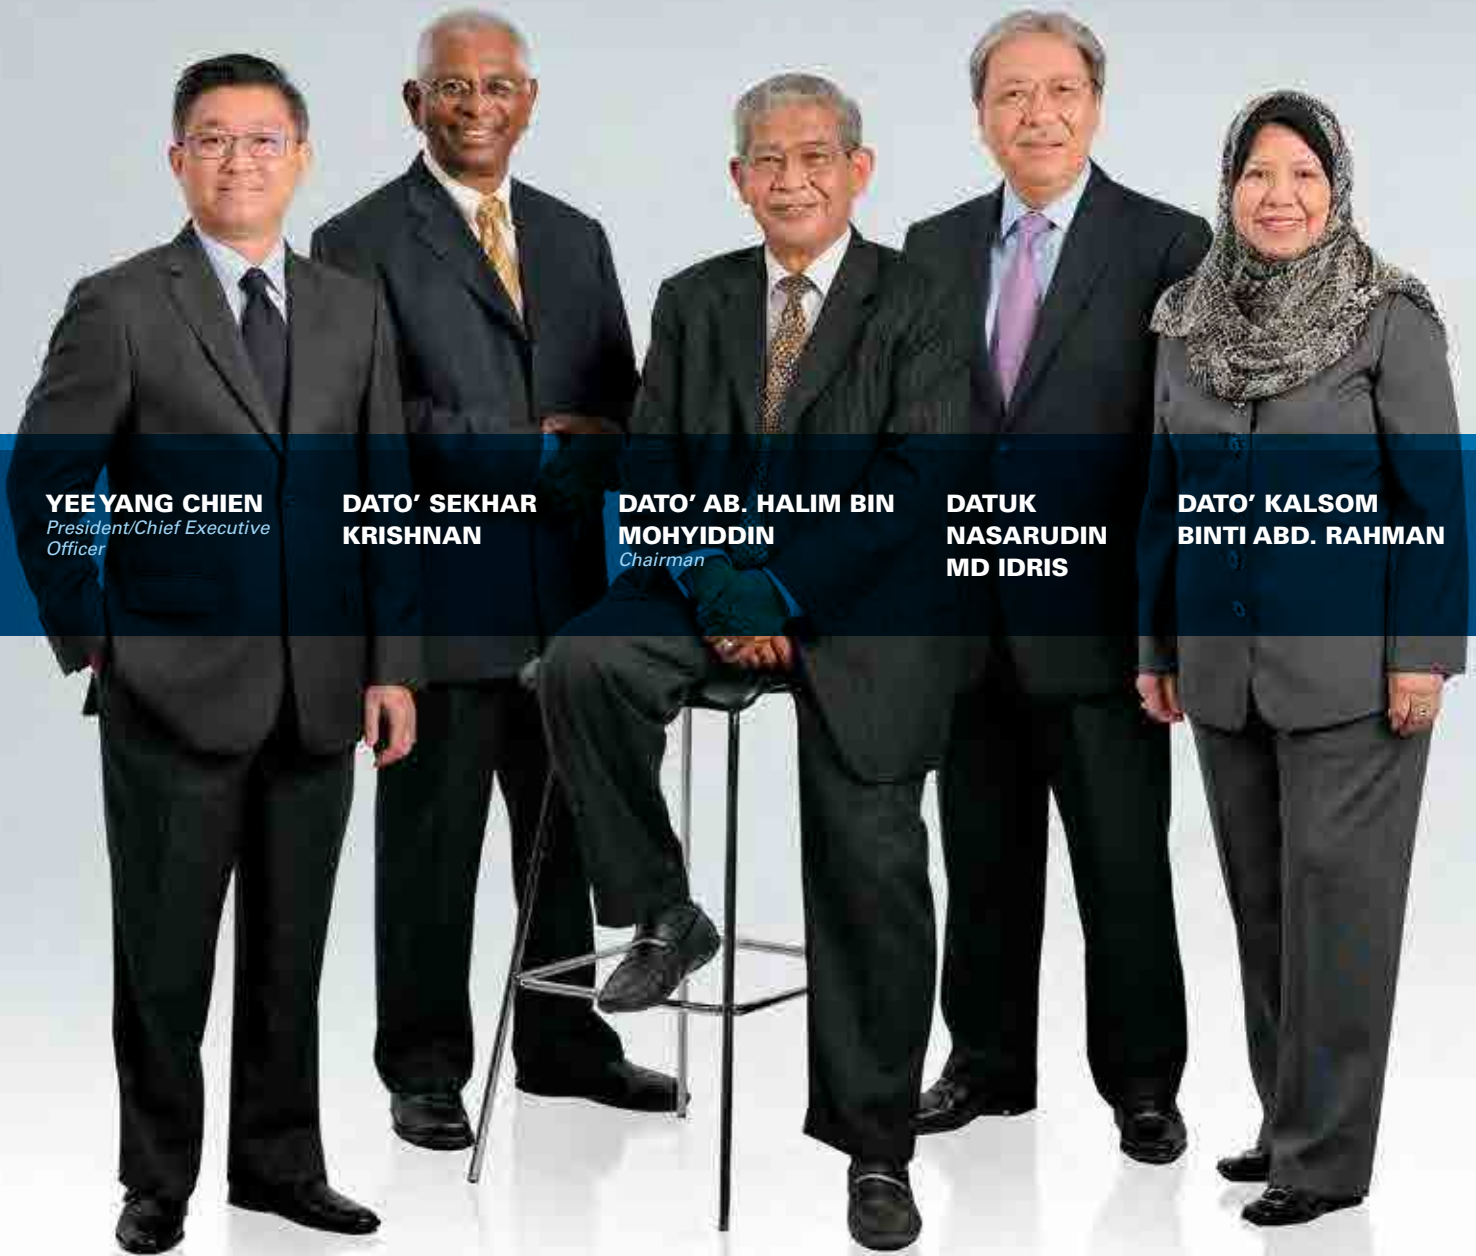 YEE YANG CHIEN
President/Chief Executive
Officer
DATO’ SEKHAR
KRISHNAN
DATO’ AB. HALIM BIN
MOHYIDDIN
Chairman
DATUK
NASARUDIN
MD IDRIS
DATO’ KALSOM
BINTI ABD. RAHMAN